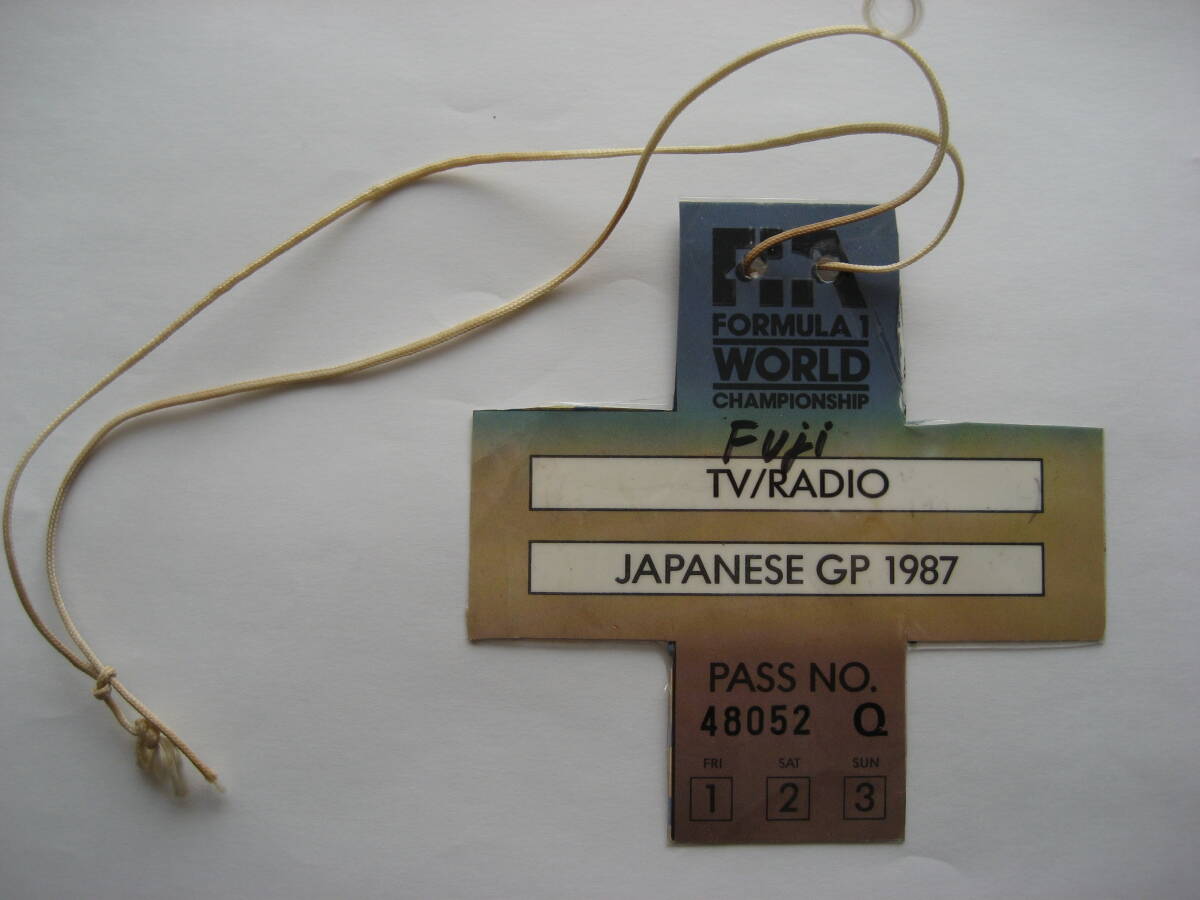 FIA
FORMULA 1
WORLD
CHAMPIONSHIP
Fuji
TV/RADIO
JAPANESE GP 1987
PASS NO.
48052 Q
FRI SAT SUN
1 2 3